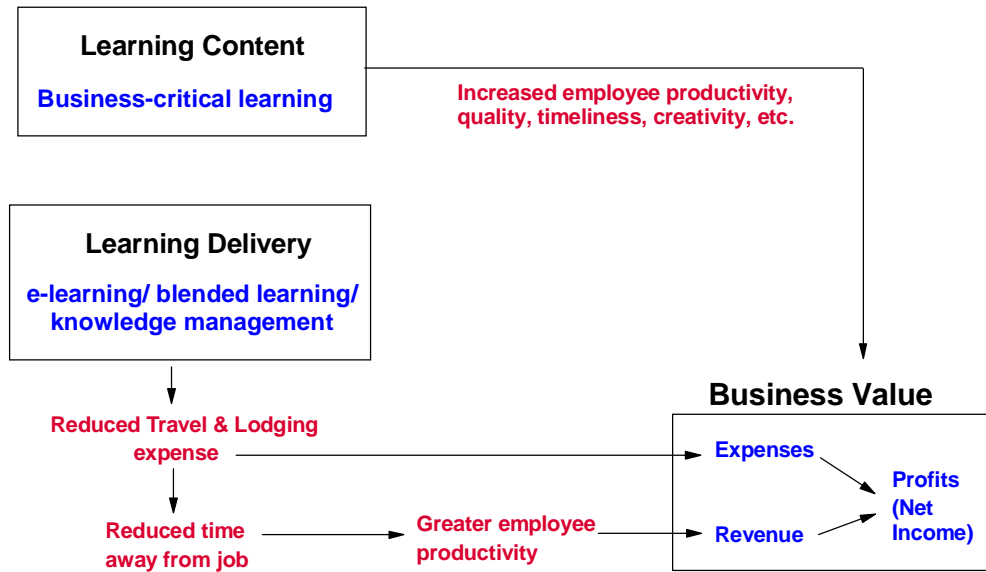 Learning Content
Business-critical learning
Increased employee productivity,
quality, timeliness, creativity, etc.
Learning Delivery
e-learning/ blended learning/
knowledge management
Business Value
Reduced Travel & Lodging
expense
Expenses
Profits
(Net
Income)
Reduced time
away from job
Greater employee
productivity
Revenue